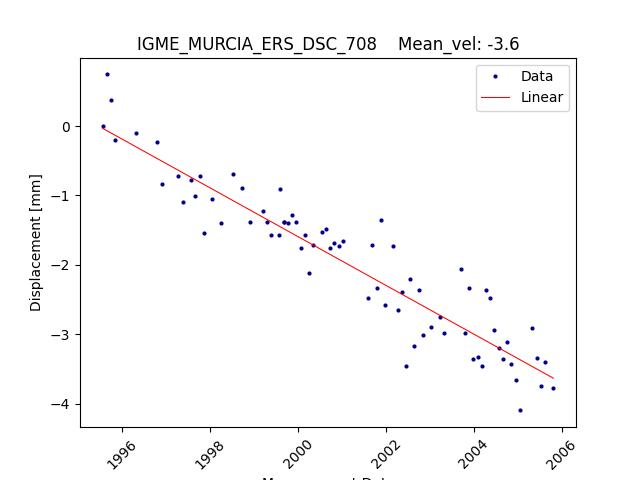 IGME_MURCIA_ERS_DSC_708 Mean_vel: -3.6
Data
Linear
Displacement [mm]
0
−1
−2
−3
−4
1996
1998
2000
2002
2004
2006